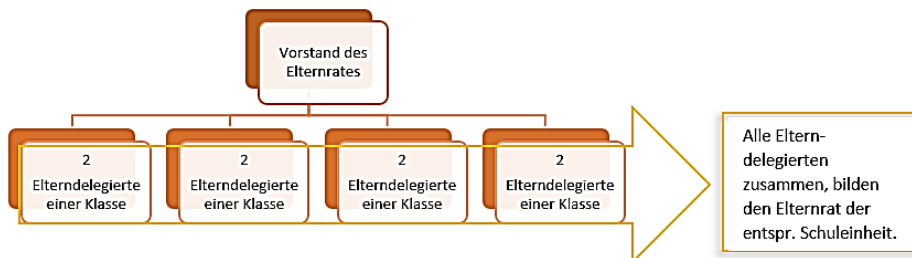 Vorstand des
Elternrates
2
Elterndelegierte
einer Klasse
2
Elterndelegierte
einer Klasse
2
Elterndelegierte
einer Klasse
2
Elterndelegierte
einer Klasse
Alle Eltern-
delegierten
zusammen, bilden
den Elternrat der
entspr. Schuleinheit.